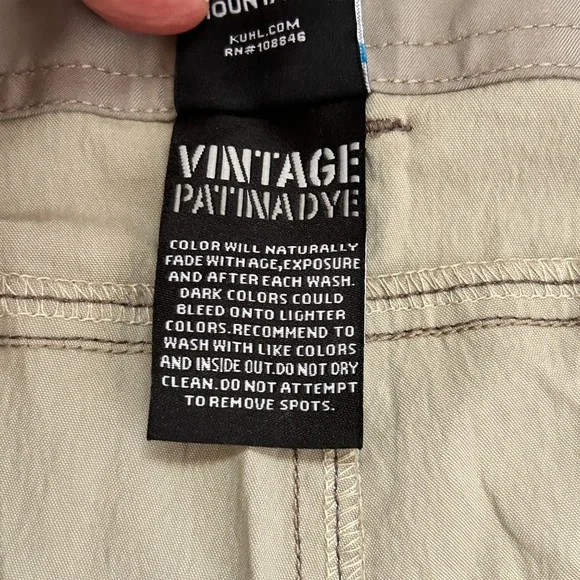 KUHL.COM
RN#108846
VINTAGE
PATINADYE
COLOR WILL NATURALLY
FADE WITH AGE,EXPOSURE
AND AFTER EACH WASH.
DARK COLORS COULD
BLEED ONTO LIGHTER
COLORS.RECOMMEND TO
WASH WITH LIKE COLORS
AND INSIDE OUT.DO NOT DRY
CLEAN.DO NOT ATTEMPT
TO REMOVE SPOTS.